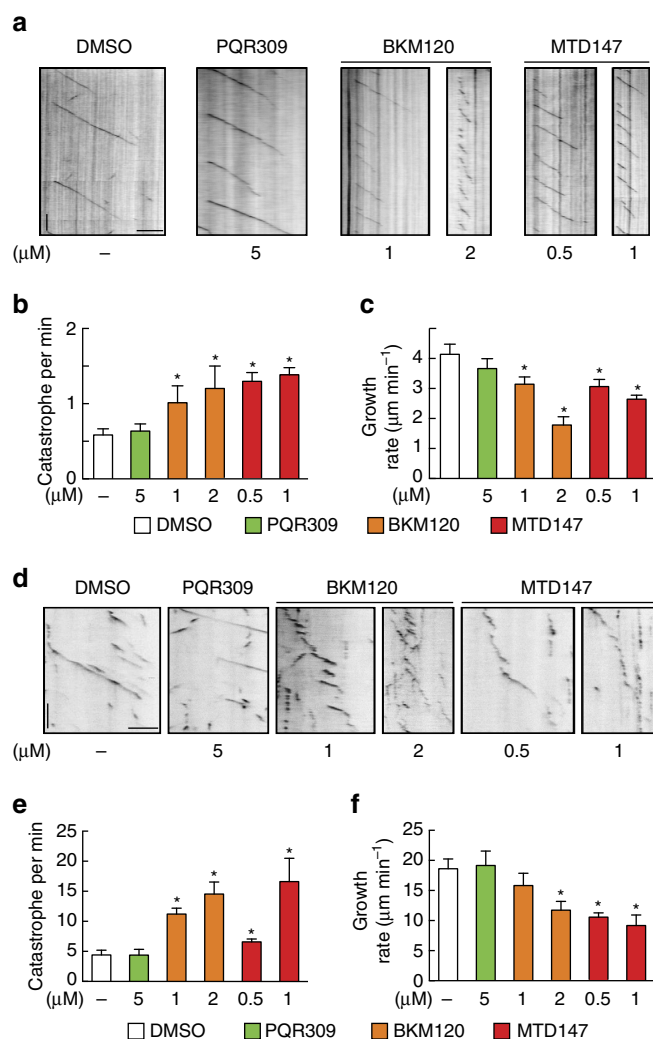 a
DMSO PQR309 BKM120 MTD147
(μM) – 5 1 2 0.5 1
b
Catastrophe per min
2
1
0
* * * *
(μM) – 5 1 2 0.5 1
c
Growth
rate (μm min⁻¹)
4
3
2
1
0
* * * *
(μM) – 5 1 2 0.5 1
DMSO PQR309 BKM120 MTD147
d
DMSO PQR309 BKM120 MTD147
(μM) – 5 1 2 0.5 1
e
Catastrophe per min
25
20
15
10
5
0
* * * *
(μM) – 5 1 2 0.5 1
f
Growth
rate (μm min⁻¹)
25
20
15
10
5
0
* * *
(μM) – 5 1 2 0.5 1
DMSO PQR309 BKM120 MTD147